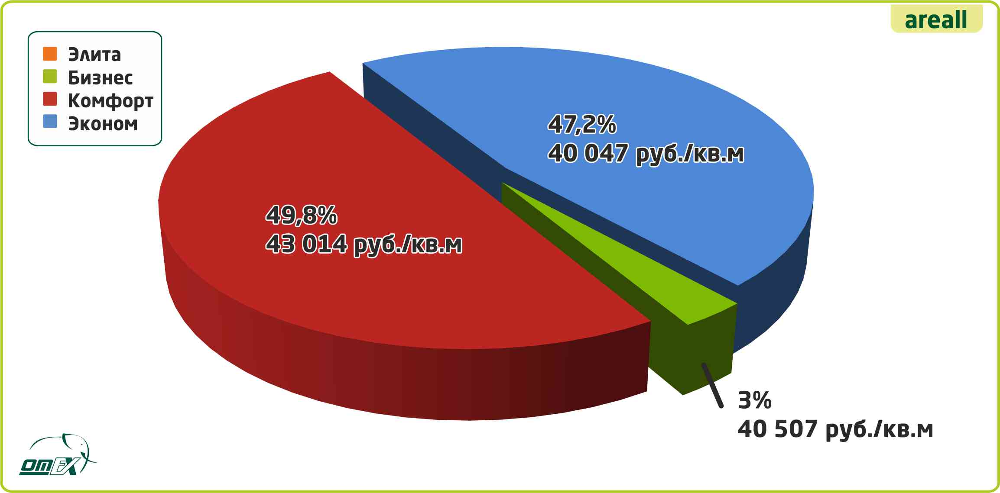 areall
Элита
Бизнес
Комфорт
Эконом
47,2%
40 047 руб./кв.м
49,8%
43 014 руб./кв.м
3%
40 507 руб./кв.м
omEX